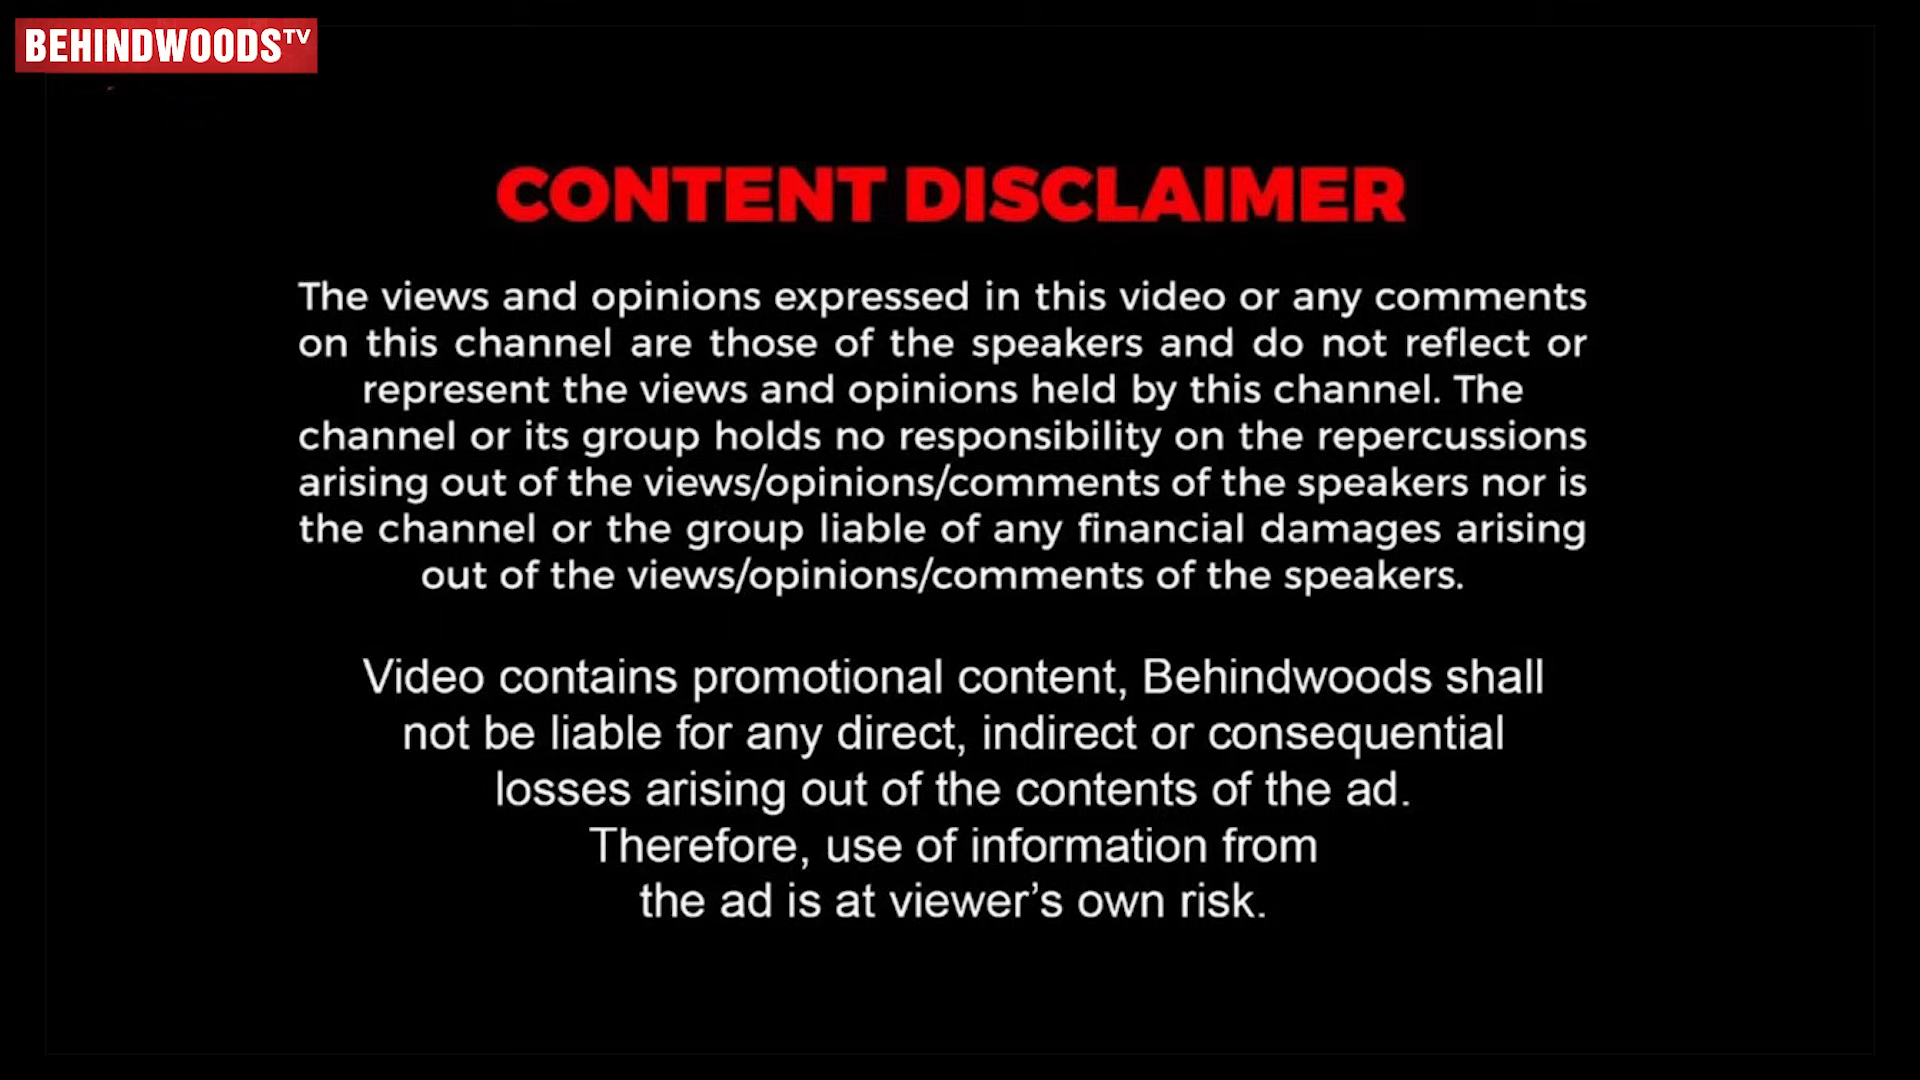 BEHINDWOODS TV
CONTENT DISCLAIMER
The views and opinions expressed in this video or any comments
on this channel are those of the speakers and do not reflect or
represent the views and opinions held by this channel. The
channel or its group holds no responsibility on the repercussions
arising out of the views/opinions/comments of the speakers nor is
the channel or the group liable of any financial damages arising
out of the views/opinions/comments of the speakers.
Video contains promotional content, Behindwoods shall
not be liable for any direct, indirect or consequential
losses arising out of the contents of the ad.
Therefore, use of information from
the ad is at viewer’s own risk.